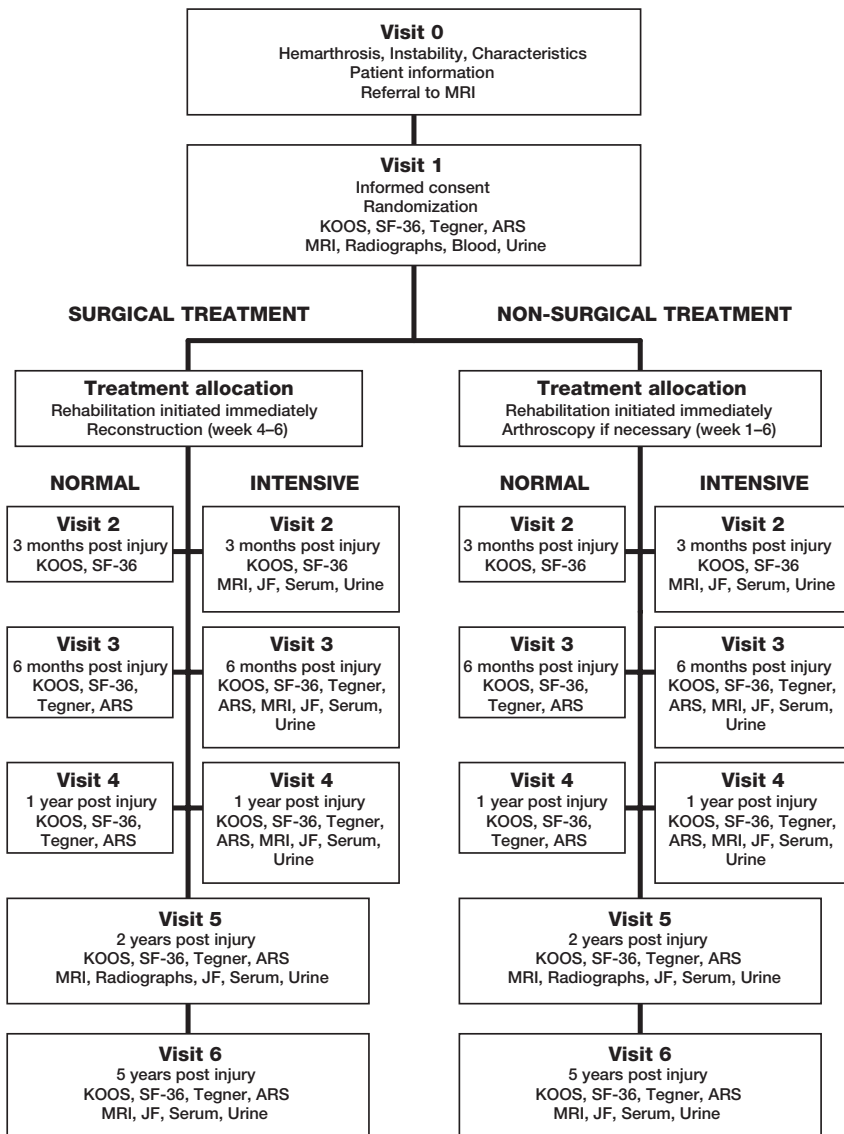 Visit 0
Hemarthrosis, Instability, Characteristics
Patient information
Referral to MRI
Visit 1
Informed consent
Randomization
KOOS, SF-36, Tegner, ARS
MRI, Radiographs, Blood, Urine
SURGICAL TREATMENT
NON-SURGICAL TREATMENT
Treatment allocation
Rehabilitation initiated immediately
Reconstruction (week 4–6)
Treatment allocation
Rehabilitation initiated immediately
Arthroscopy if necessary (week 1–6)
NORMAL
INTENSIVE
NORMAL
INTENSIVE
Visit 2
3 months post injury
KOOS, SF-36
Visit 2
3 months post injury
KOOS, SF-36
MRI, JF, Serum, Urine
Visit 2
3 months post injury
KOOS, SF-36
Visit 2
3 months post injury
KOOS, SF-36
MRI, JF, Serum, Urine
Visit 3
6 months post injury
KOOS, SF-36,
Tegner, ARS
Visit 3
6 months post injury
KOOS, SF-36, Tegner,
ARS, MRI, JF, Serum,
Urine
Visit 3
6 months post injury
KOOS, SF-36,
Tegner, ARS
Visit 3
6 months post injury
KOOS, SF-36, Tegner,
ARS, MRI, JF, Serum,
Urine
Visit 4
1 year post injury
KOOS, SF-36,
Tegner, ARS
Visit 4
1 year post injury
KOOS, SF-36, Tegner,
ARS, MRI, JF, Serum,
Urine
Visit 4
1 year post injury
KOOS, SF-36,
Tegner, ARS
Visit 4
1 year post injury
KOOS, SF-36, Tegner,
ARS, MRI, JF, Serum,
Urine
Visit 5
2 years post injury
KOOS, SF-36, Tegner, ARS
MRI, Radiographs, JF, Serum, Urine
Visit 5
2 years post injury
KOOS, SF-36, Tegner, ARS
MRI, Radiographs, JF, Serum, Urine
Visit 6
5 years post injury
KOOS, SF-36, Tegner, ARS
MRI, JF, Serum, Urine
Visit 6
5 years post injury
KOOS, SF-36, Tegner, ARS
MRI, JF, Serum, Urine